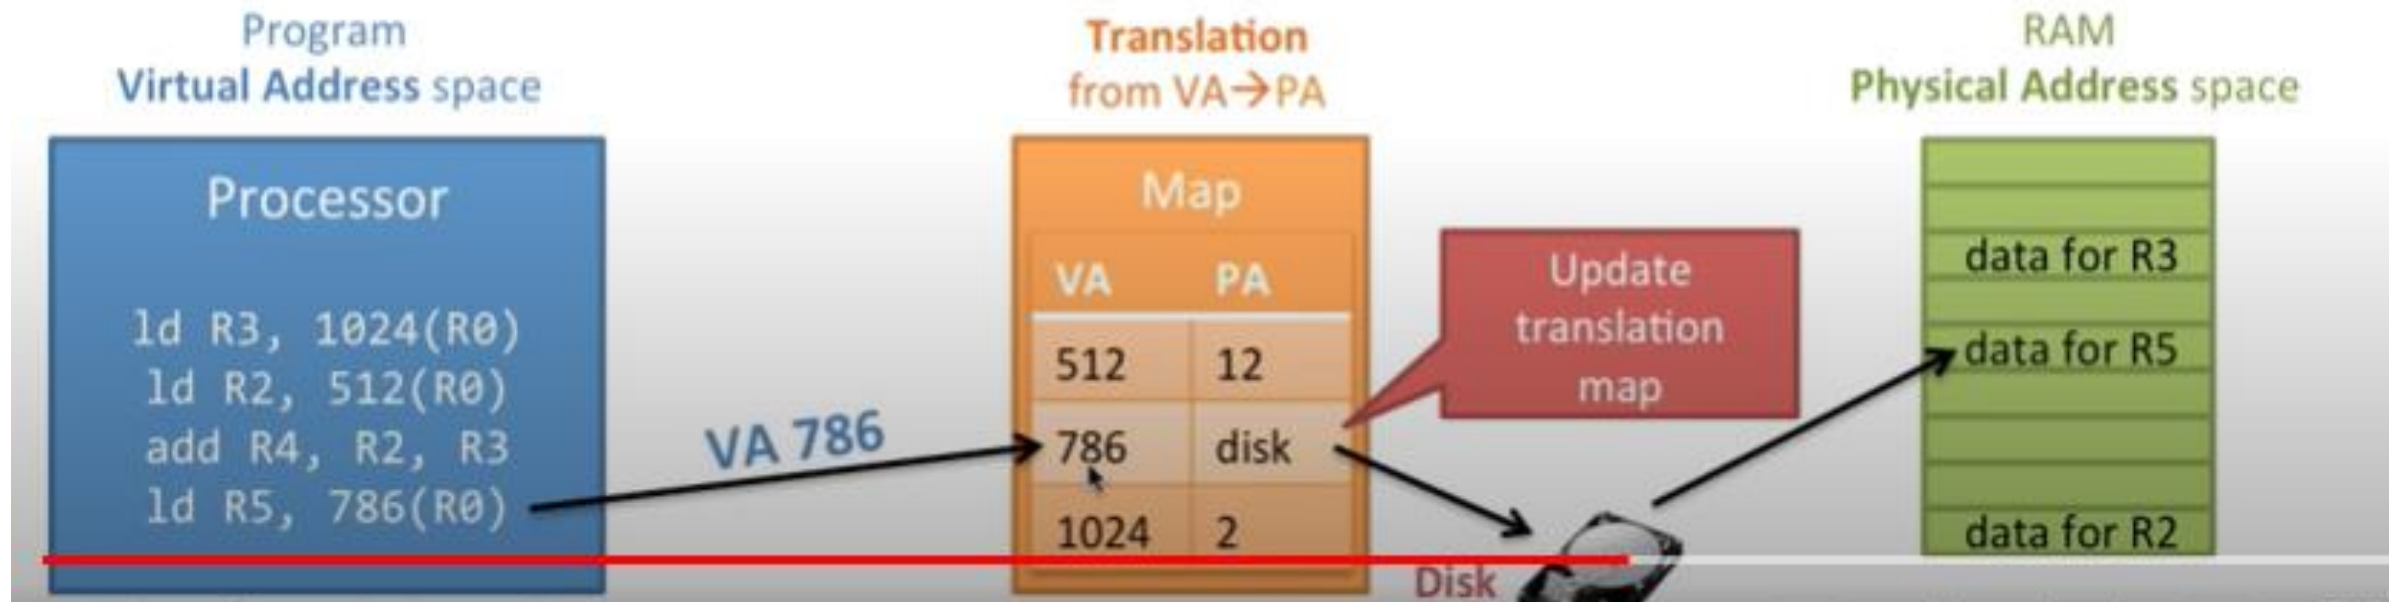 Program
Virtual Address space
Processor
ld R3, 1024(R0)
ld R2, 512(R0)
add R4, R2, R3
ld R5, 786(R0)
VA 786
Translation
from VA→PA
Map
VA PA
512 12
786 disk
1024 2
Update
translation
map
Disk
RAM
Physical Address space
data for R3
data for R5
data for R2